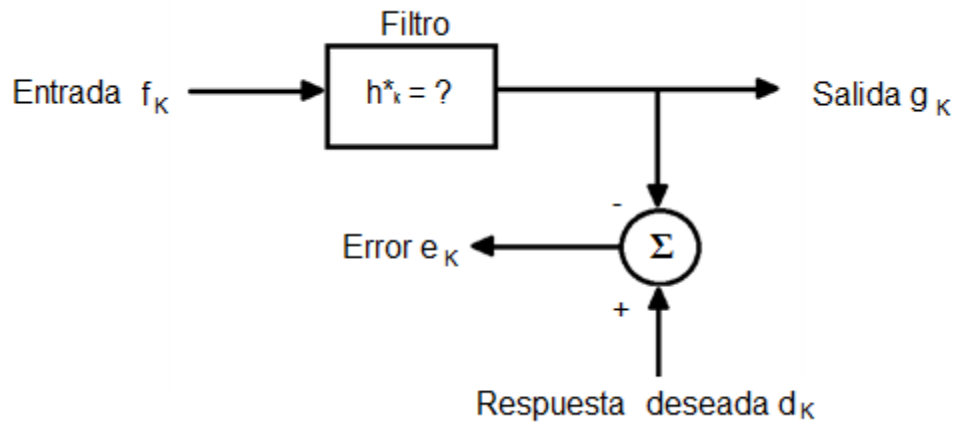 Filtro
Entrada f_K
h*_k = ?
Salida g_K
-
Error e_K
Σ
+
Respuesta deseada d_K